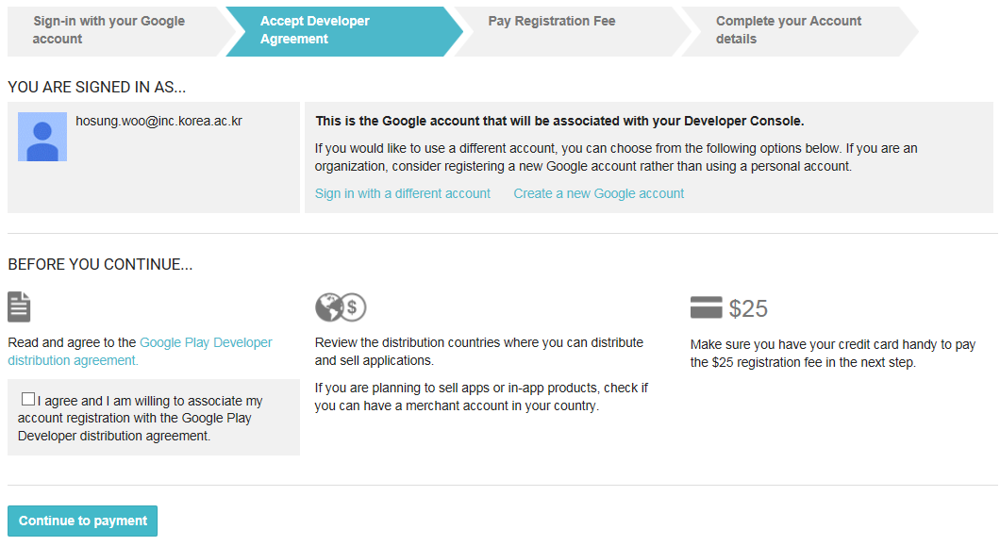 Sign-in with your Google
account
Accept Developer
Agreement
Pay Registration Fee
Complete your Account
details
YOU ARE SIGNED IN AS...
hosung.woo@inc.korea.ac.kr
This is the Google account that will be associated with your Developer Console.
If you would like to use a different account, you can choose from the following options below. If you are an
organization, consider registering a new Google account rather than using a personal account.
Sign in with a different account
Create a new Google account
BEFORE YOU CONTINUE...
Read and agree to the Google Play Developer
distribution agreement.
I agree and I am willing to associate my
account registration with the Google Play
Developer distribution agreement.
$
Review the distribution countries where you can distribute
and sell applications.
If you are planning to sell apps or in-app products, check if
you can have a merchant account in your country.
$25
Make sure you have your credit card handy to pay
the $25 registration fee in the next step.
Continue to payment